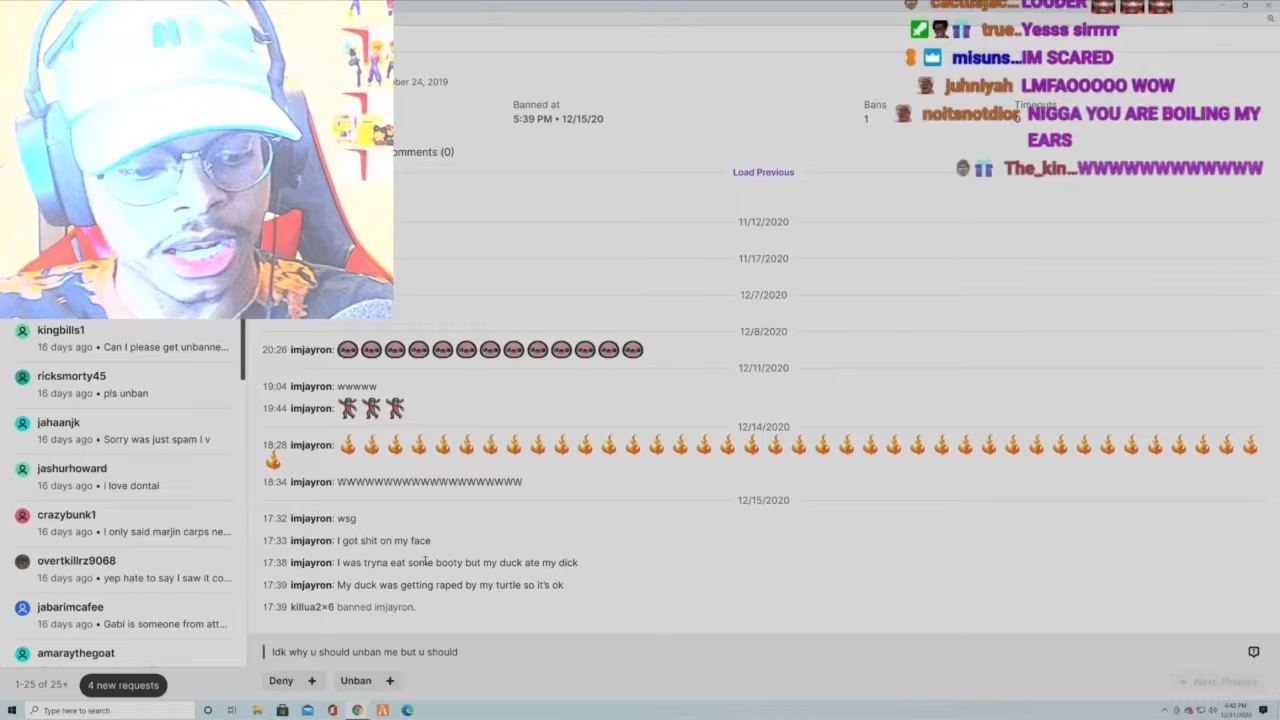 cactusjac... LOUDER
true.. Yesss sirrrrr
misuns...IM SCARED
juhniyah LMFAOOOOO WOW
noitsnotdior NIGGA YOU ARE BOILING MY
EARS
The_kin...WWWWWWWWWWWW
ber 24, 2019
Banned at
5:39 PM • 12/15/20
Bans
1
Timeouts
omments (0)
Load Previous
11/12/2020
11/17/2020
12/7/2020
12/8/2020
20:26 imjayron:
12/11/2020
19:04 imjayron: wwwww
19:44 imjayron:
12/14/2020
18:28 imjayron:
18:34 imjayron: WWWWWWWWWWWWWWWWWWWW
12/15/2020
17:32 imjayron: wsg
17:33 imjayron: I got shit on my face
17:38 imjayron: I was tryna eat some booty but my duck ate my dick
17:39 imjayron: My duck was getting raped by my turtle so it's ok
17:39 killua2x6 banned imjayron.
Idk why u should unban me but u should
Deny + Unban +
Next: Finalize
kingbills1
16 days ago • Can I please get unbanne...
ricksmorty45
16 days ago • pls unban
jahaanjk
16 days ago • Sorry was just spam I v
jashurhoward
16 days ago • i love dontai
crazybunk1
16 days ago • I only said marjin carps ne...
overtkillrz9068
16 days ago • yep hate to say I saw it co...
jabarimcafee
16 days ago • Gabi is someone from att...
amaraythegoat
1-25 of 25+
4 new requests
Type here to search
6:42 PM
12/31/2020